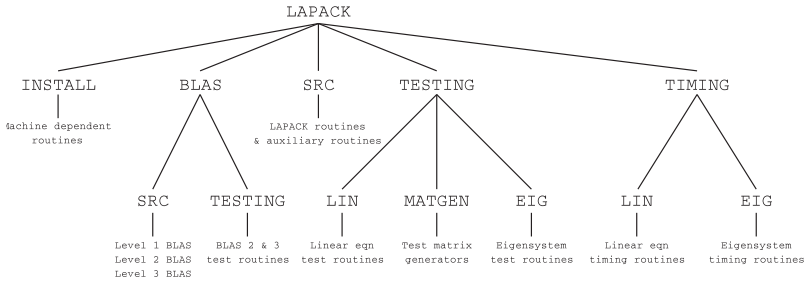 LAPACK
INSTALL BLAS SRC TESTING TIMING
Machine dependent
routines
LAPACK routines
& auxiliary routines
SRC TESTING LIN MATGEN EIG LIN EIG
Level 1 BLAS
Level 2 BLAS
Level 3 BLAS
BLAS 2 & 3
test routines
Linear eqn
test routines
Test matrix
generators
Eigensystem
test routines
Linear eqn
timing routines
Eigensystem
timing routines